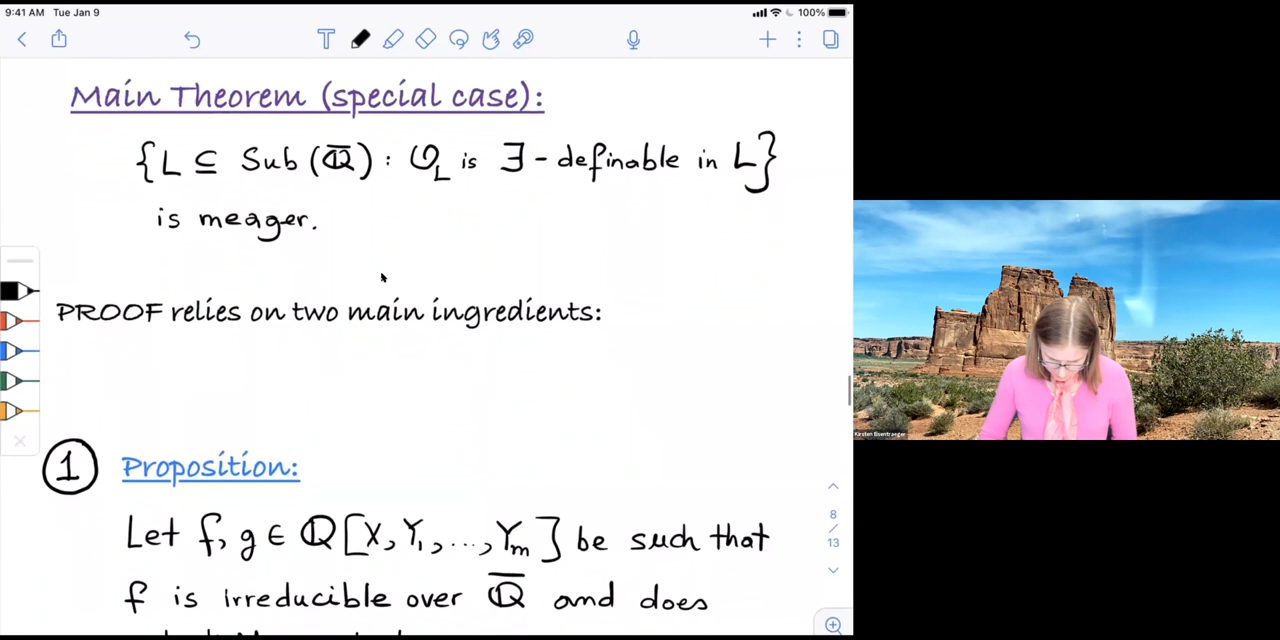 9:41 AM Tue Jan 9
100%
Main Theorem (special case):
{L ⊆ Sub(ℚ̅) : 𝒪_L is ∃-definable in L}
is meager.
PROOF relies on two main ingredients:
1 Proposition:
Let f, g ∈ ℚ[X, Y₁, ..., Yₘ] be such that
f is irreducible over ℚ̅ and does
8
/
13
Kirsten Eisentraeger